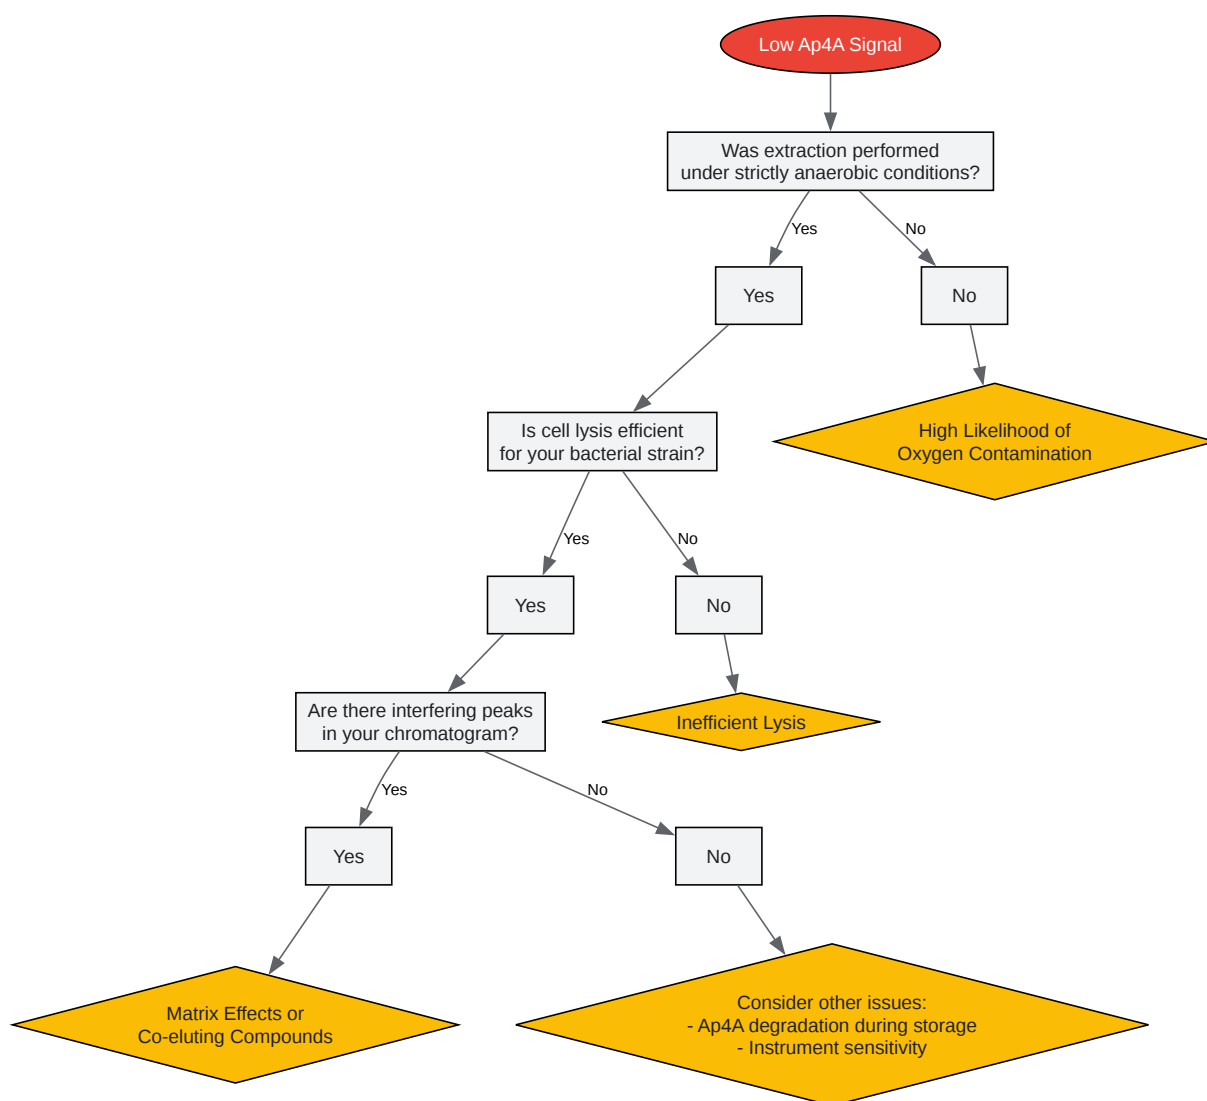 Low Ap4A Signal
Was extraction performed
under strictly anaerobic conditions?
Yes
No
Yes
No
Is cell lysis efficient
for your bacterial strain?
High Likelihood of
Oxygen Contamination
Yes
No
Yes
No
Are there interfering peaks
in your chromatogram?
Inefficient Lysis
Yes
No
Yes
No
Matrix Effects or
Co-eluting Compounds
Consider other issues:
- Ap4A degradation during storage
- Instrument sensitivity